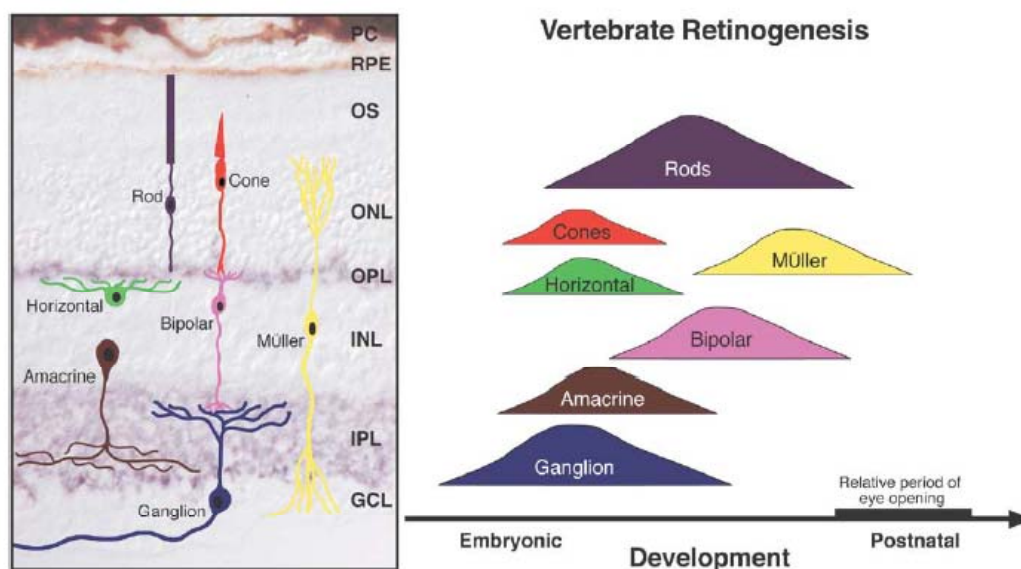 PC
RPE
OS
Rod
Cone
ONL
OPL
Horizontal
Bipolar
Müller
INL
Amacrine
IPL
Ganglion
GCL
Vertebrate Retinogenesis
Rods
Cones
MÜller
Horizontal
Bipolar
Amacrine
Ganglion
Relative period of
eye opening
Embryonic
Postnatal
Development